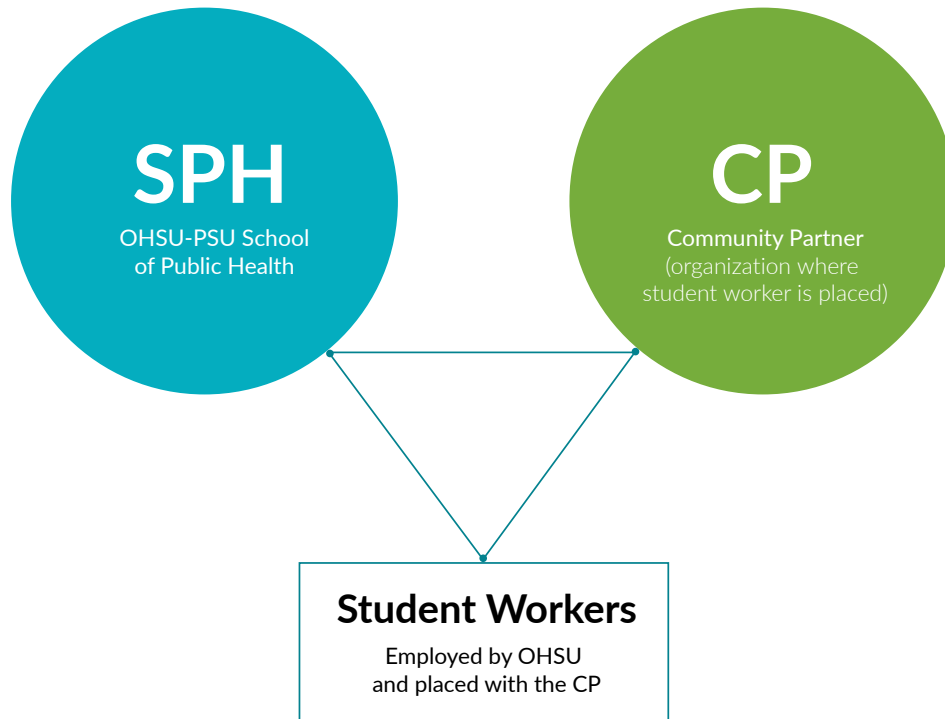 SPH
OHSU-PSU School
of Public Health
CP
Community Partner
(organization where
student worker is placed)
Student Workers
Employed by OHSU
and placed with the CP